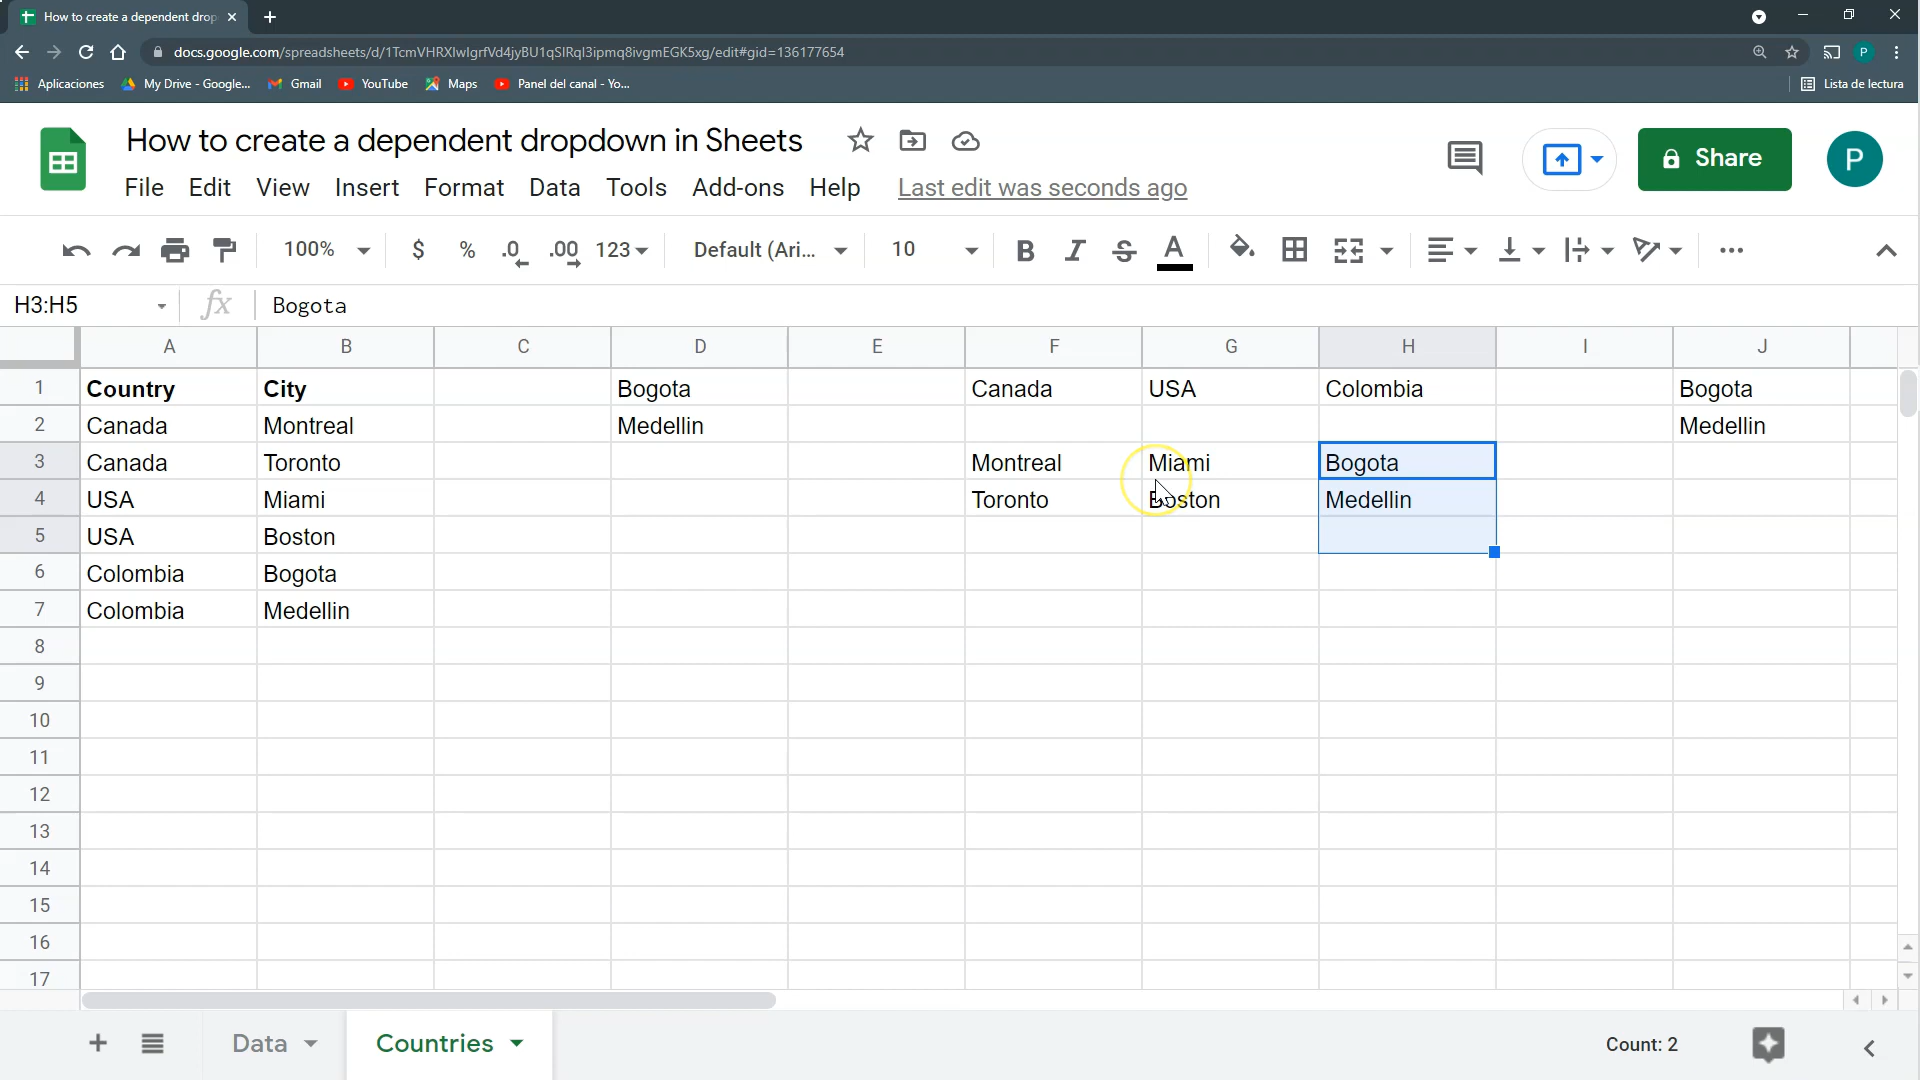 How to create a dependent drop
docs.google.com/spreadsheets/d/1TcmVHRXIwIgrfVd4jyBU1qSIRqI3ipmq8ivgmEGK5xg/edit#gid=136177654
Aplicaciones My Drive - Google... Gmail YouTube Maps Panel del canal - Yo... Lista de lectura
How to create a dependent dropdown in Sheets
Share
P
File Edit View Insert Format Data Tools Add-ons Help Last edit was seconds ago
100% $ % .0 .00 123 Default (Ari... 10 B I S A
H3:H5 fx Bogota
A B C D E F G H I J
1 Country City Bogota Canada USA Colombia Bogota
2 Canada Montreal Medellin Medellin
3 Canada Toronto Montreal Miami Bogota
4 USA Miami Toronto Boston Medellin
5 USA Boston
6 Colombia Bogota
7 Colombia Medellin
8
9
10
11
12
13
14
15
16
17
Data Countries Count: 2